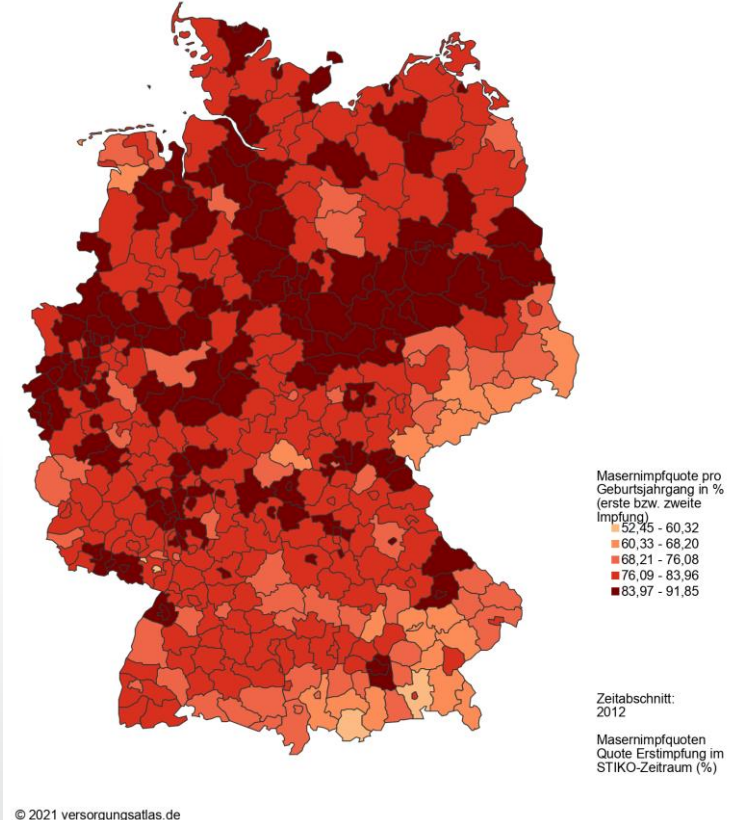 Masernimpfquote pro
Geburtsjahrgang in %
(erste bzw. zweite
Impfung)
52,45 - 60,32
60,33 - 68,20
68,21 - 76,08
76,09 - 83,96
83,97 - 91,85
Zeitabschnitt:
2012
Masernimpfquoten
Quote Erstimpfung im
STIKO-Zeitraum (%)
© 2021 versorgungsatlas.de